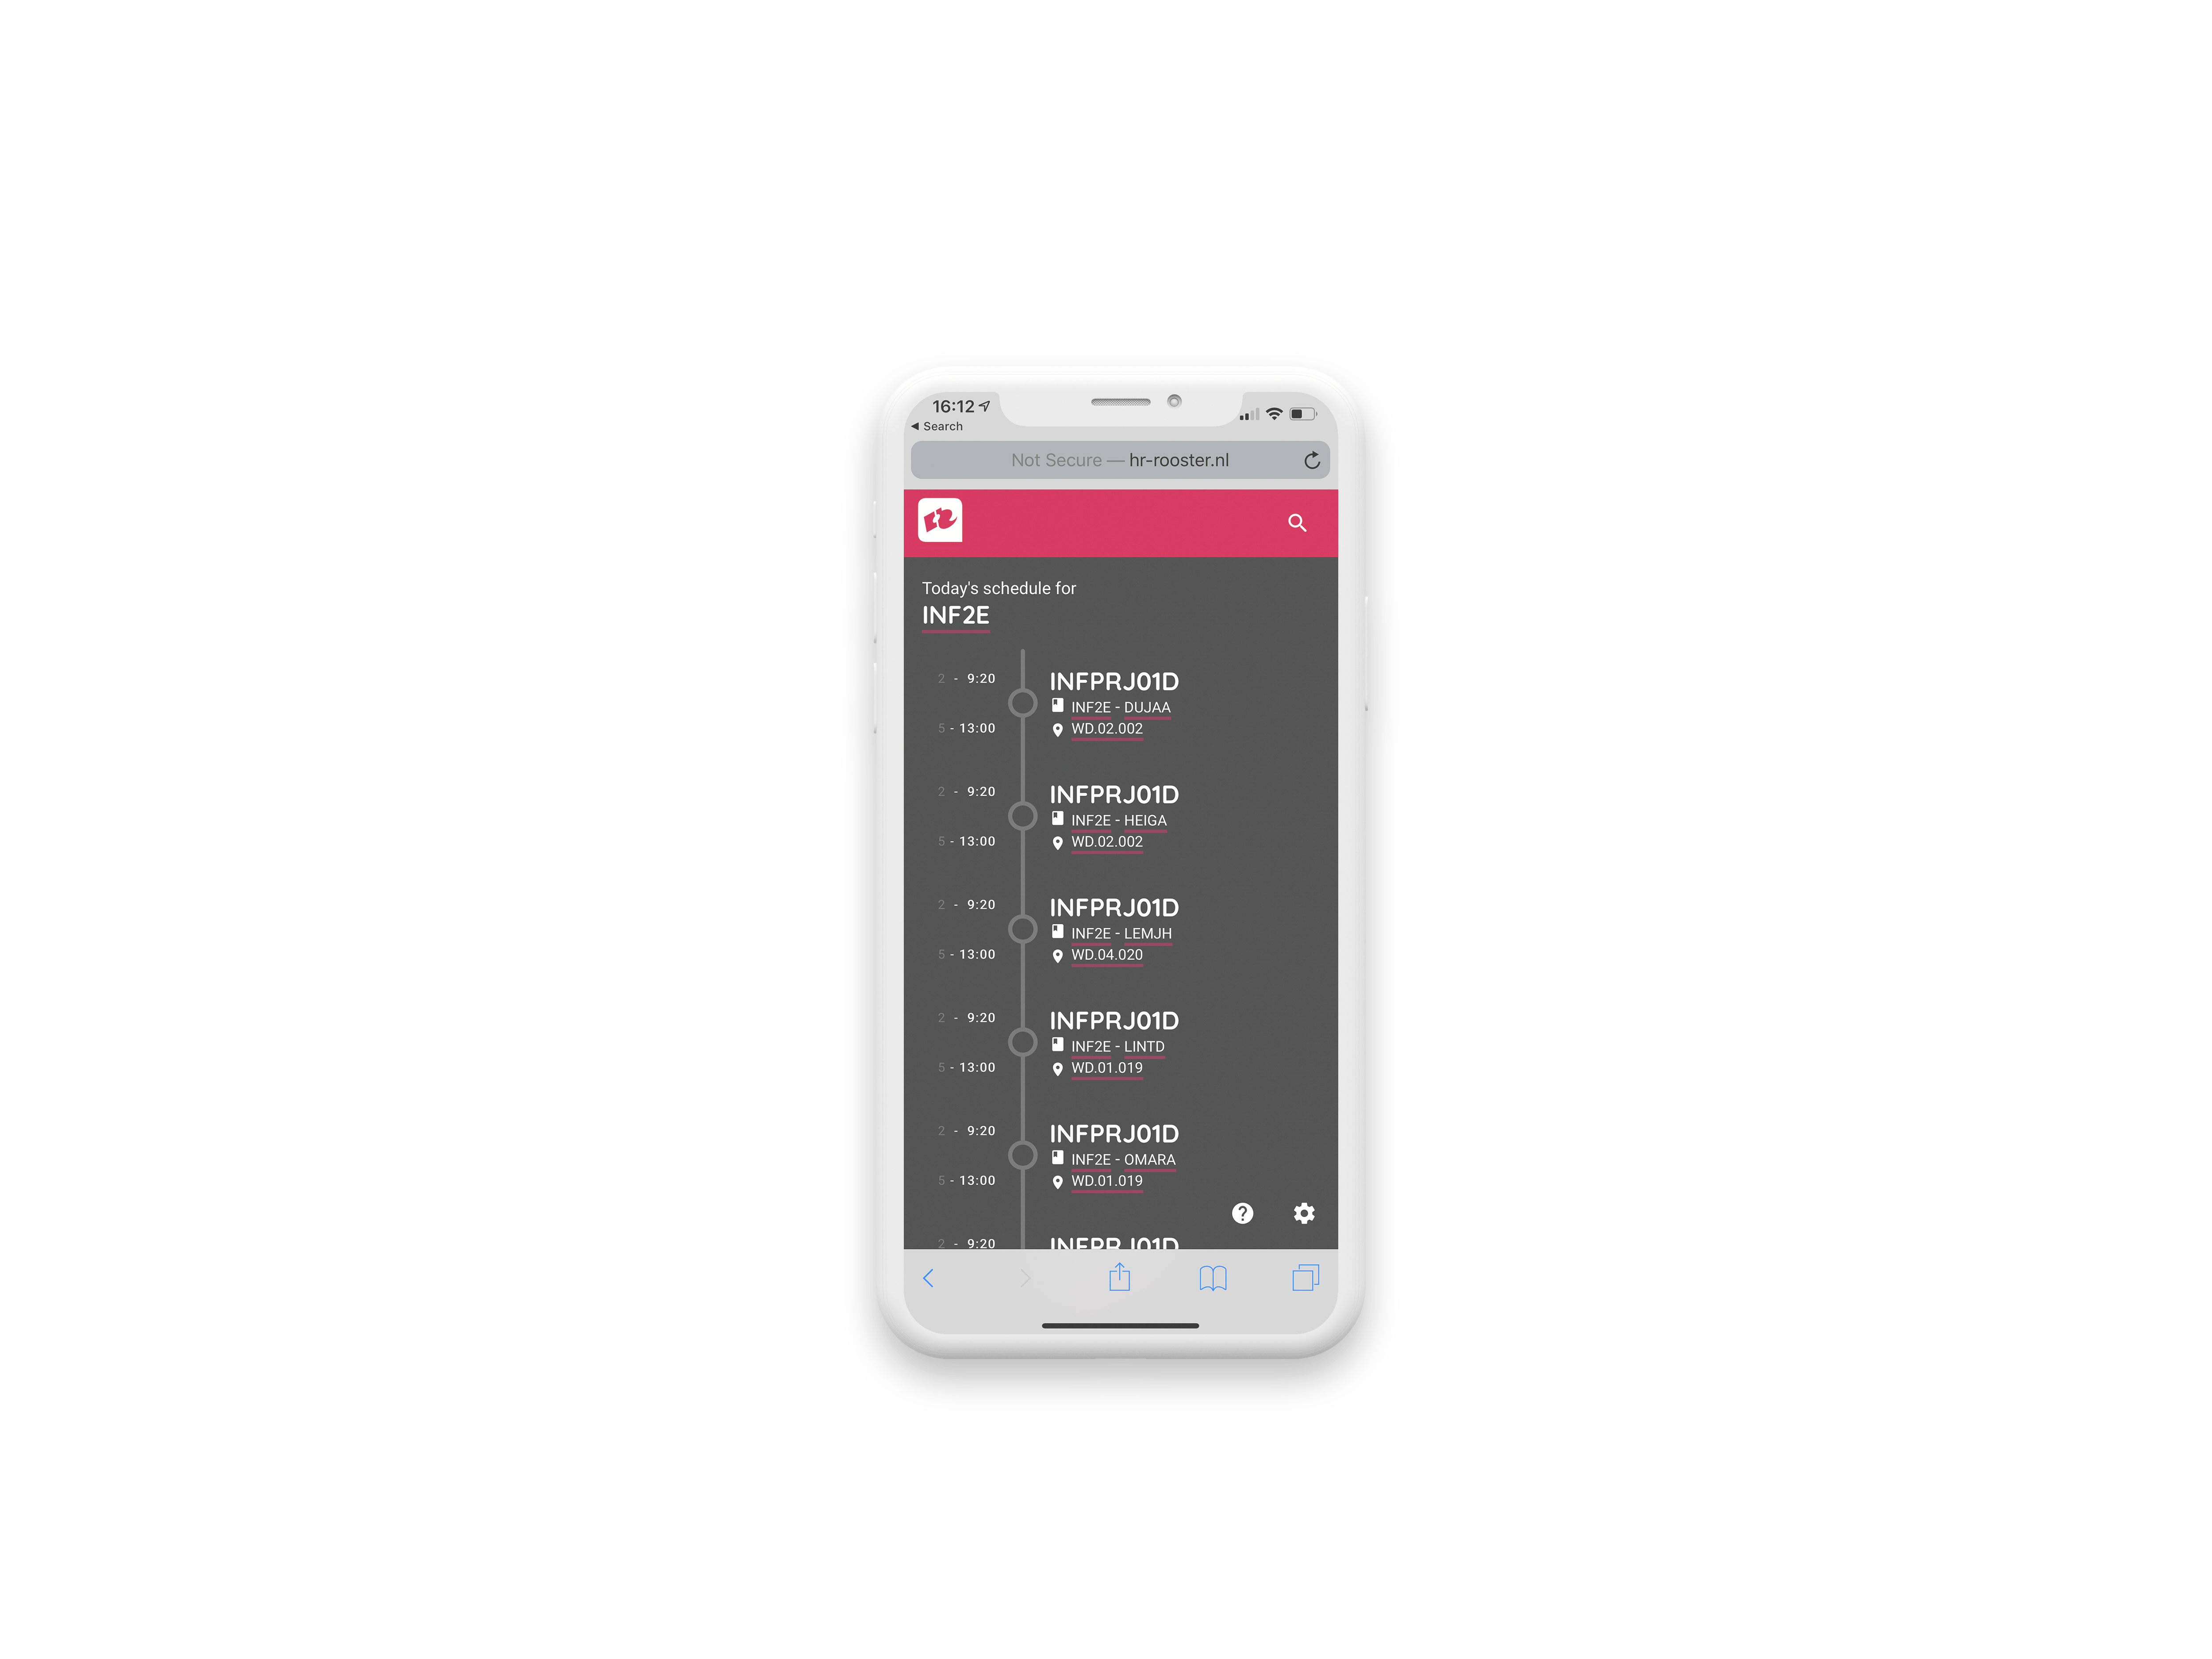 16:12
Search
Not Secure — hr-rooster.nl
Today's schedule for
INF2E
2 - 9:20
INFPRJ01D
INF2E - DUJAA
5 - 13:00
WD.02.002
2 - 9:20
INFPRJ01D
INF2E - HEIGA
5 - 13:00
WD.02.002
2 - 9:20
INFPRJ01D
INF2E - LEMJH
5 - 13:00
WD.04.020
2 - 9:20
INFPRJ01D
INF2E - LINTD
5 - 13:00
WD.01.019
2 - 9:20
INFPRJ01D
INF2E - OMARA
5 - 13:00
WD.01.019
2 - 9:20
INFPRJ01D